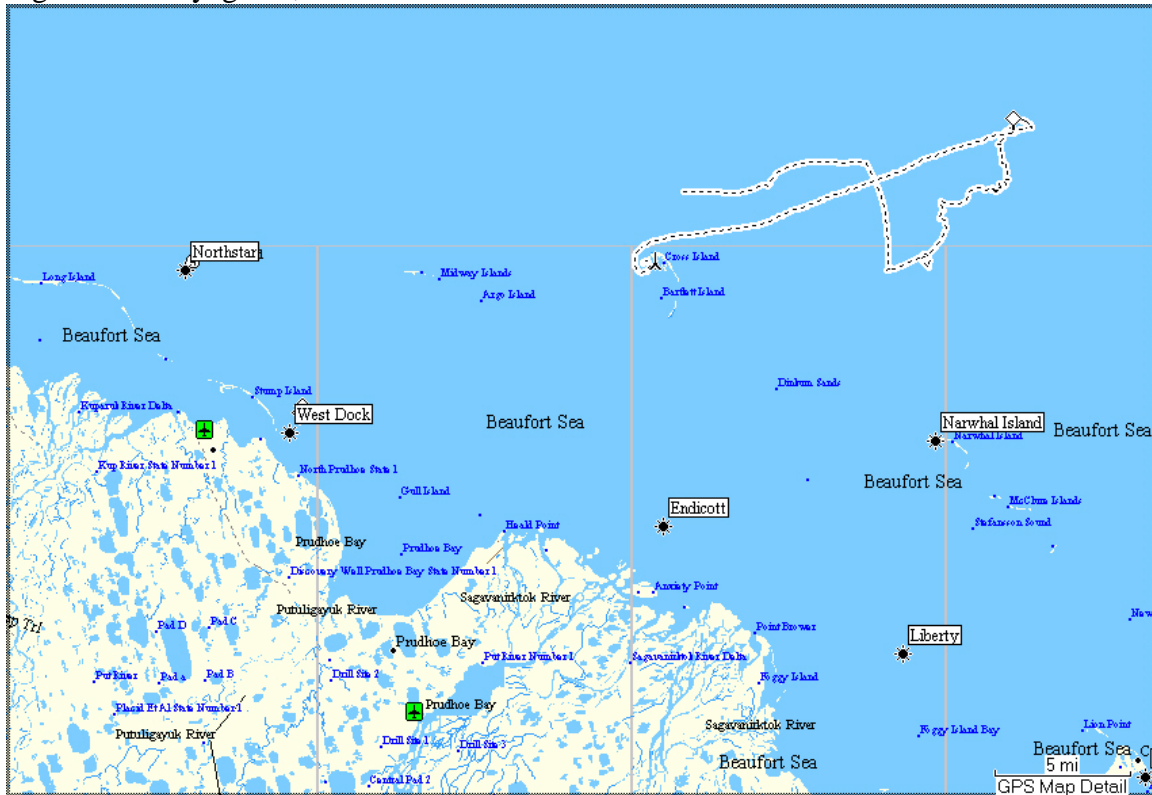 Northstar
Long Island
Midway Islands
Argo Island
Cross Island
Bartlett Island
Beaufort Sea
Stump Island
Dinkum Sands
Kuparuk River Delta
West Dock
Beaufort Sea
Narwhal Island
Narwhal Island
Beaufort Sea
Kup River State Number 1
North Prudhoe State 1
Beaufort Sea
Gull Island
McClure Islands
Endicott
Stefansson Sound
Heald Point
Prudhoe Bay
Prudhoe Bay
Discovery Well Prudhoe Bay State Number 1
Anxiety Point
Sagavanirktok River
Putuligayuk River
Trl
Pad D
Pad C
Point Brower
Liberty
Prudhoe Bay
Put River Number 1
Sagavanirktok River Delta
Put River
Pad A
Pad B
Drill Site 2
Foggy Island
Placid Et Al State Number 1
Prudhoe Bay
Sagavanirktok River
Lion Point
Putuligayuk River
Foggy Island Bay
Drill Site 1
Drill Site 3
Beaufort Sea
Beaufort Sea
5 mi
Central Pad 2
GPS Map Detail